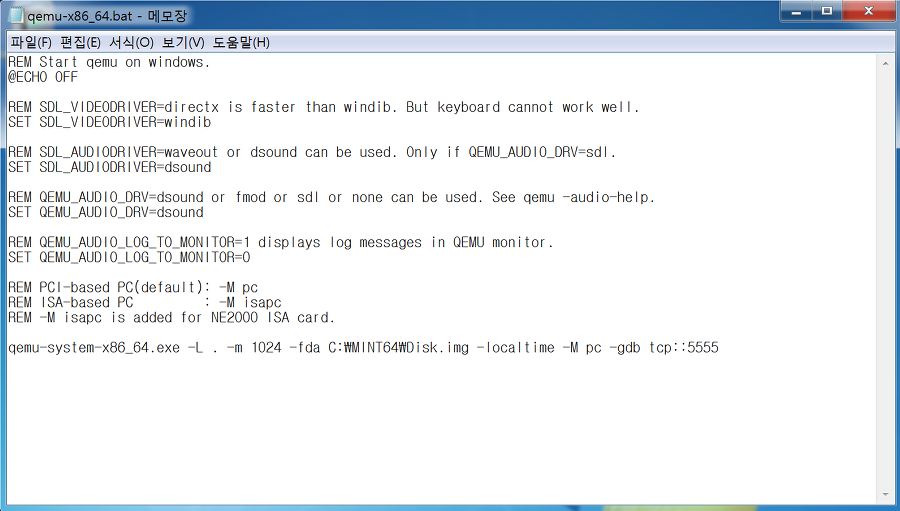 qemu-x86_64.bat - 메모장
파일(F) 편집(E) 서식(O) 보기(V) 도움말(H)
REM Start qemu on windows.
@ECHO OFF
REM SDL_VIDEODRIVER=directx is faster than windib. But keyboard cannot work well.
SET SDL_VIDEODRIVER=windib
REM SDL_AUDIODRIVER=waveout or dsound can be used. Only if QEMU_AUDIO_DRV=sdl.
SET SDL_AUDIODRIVER=dsound
REM QEMU_AUDIO_DRV=dsound or fmod or sdl or none can be used. See qemu -audio-help.
SET QEMU_AUDIO_DRV=dsound
REM QEMU_AUDIO_LOG_TO_MONITOR=1 displays log messages in QEMU monitor.
SET QEMU_AUDIO_LOG_TO_MONITOR=0
REM PCI-based PC(default): -M pc
REM ISA-based PC         : -M isapc
REM -M isapc is added for NE2000 ISA card.
qemu-system-x86_64.exe -L . -m 1024 -fda C:₩MINT64₩Disk.img -localtime -M pc -gdb tcp::5555